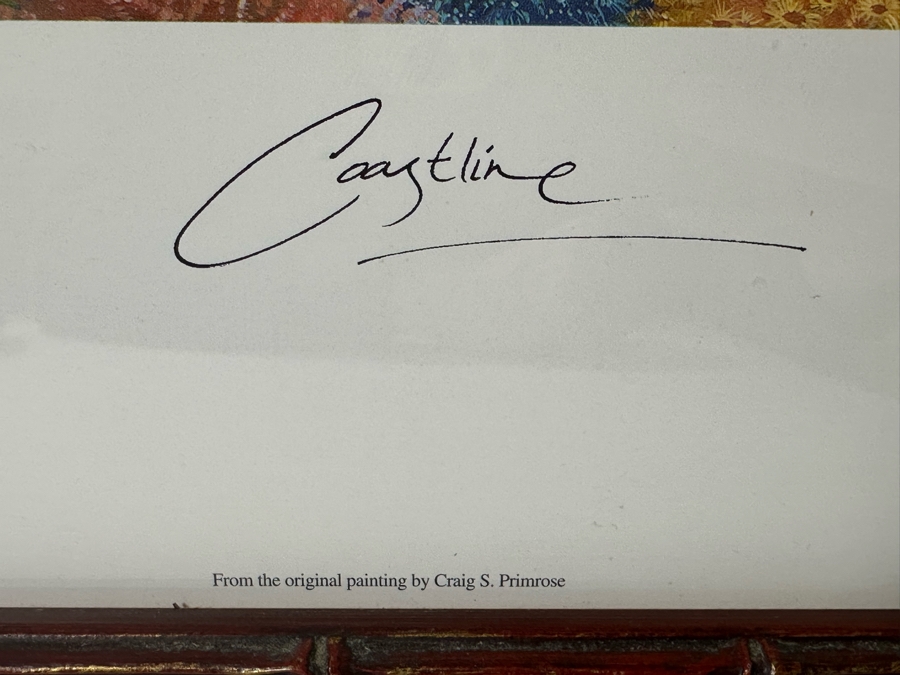 Coastline
From the original painting by Craig S. Primrose